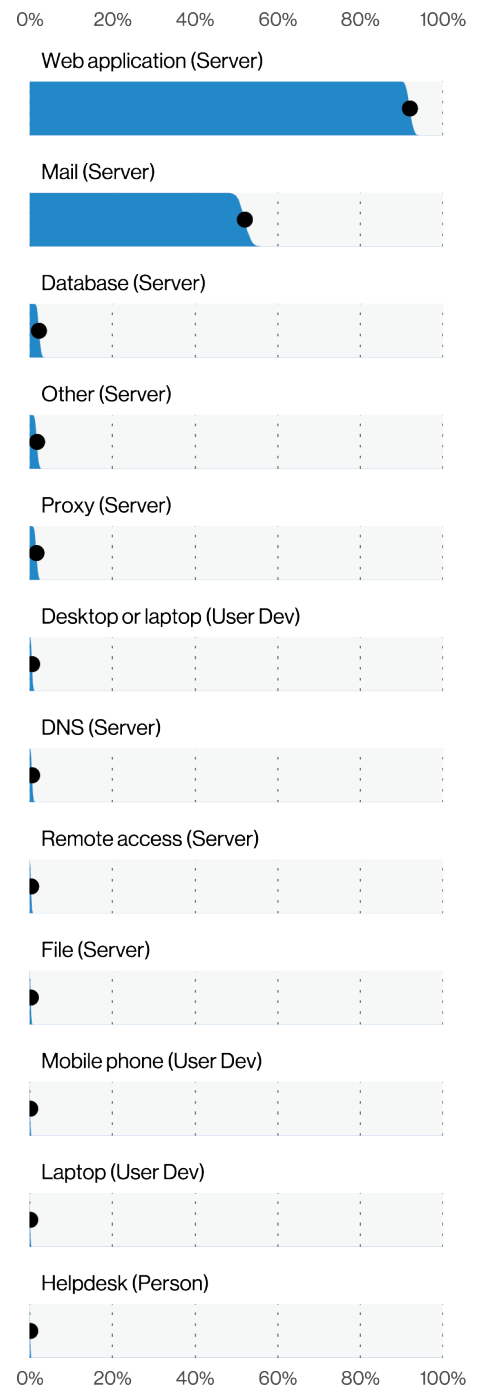 0% 20% 40% 60% 80% 100%
Web application (Server)
Mail (Server)
Database (Server)
Other (Server)
Proxy (Server)
Desktop or laptop (User Dev)
DNS (Server)
Remote access (Server)
File (Server)
Mobile phone (User Dev)
Laptop (User Dev)
Helpdesk (Person)
0% 20% 40% 60% 80% 100%